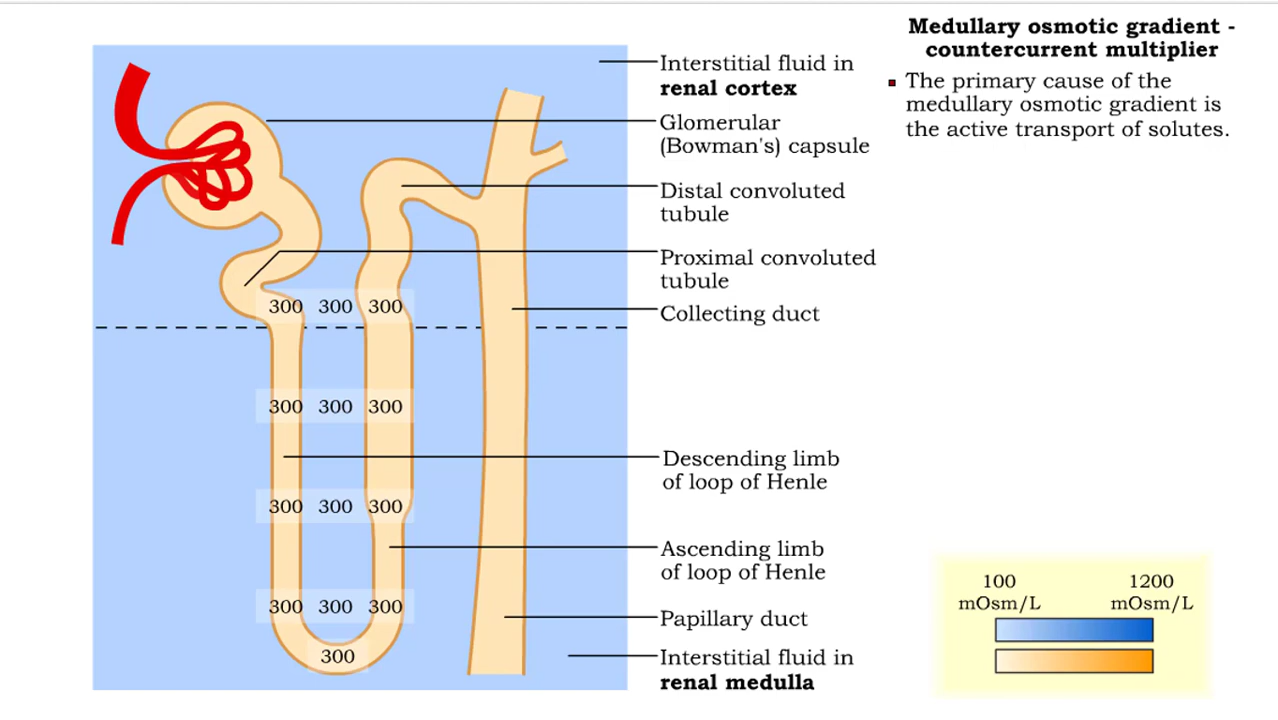 Medullary osmotic gradient -
countercurrent multiplier
The primary cause of the
medullary osmotic gradient is
the active transport of solutes.
Interstitial fluid in
renal cortex
Glomerular
(Bowman's) capsule
Distal convoluted
tubule
Proximal convoluted
tubule
Collecting duct
300 300 300
300 300 300
Descending limb
of loop of Henle
300 300 300
Ascending limb
of loop of Henle
300 300 300
Papillary duct
300
Interstitial fluid in
renal medulla
100 1200
mOsm/L mOsm/L